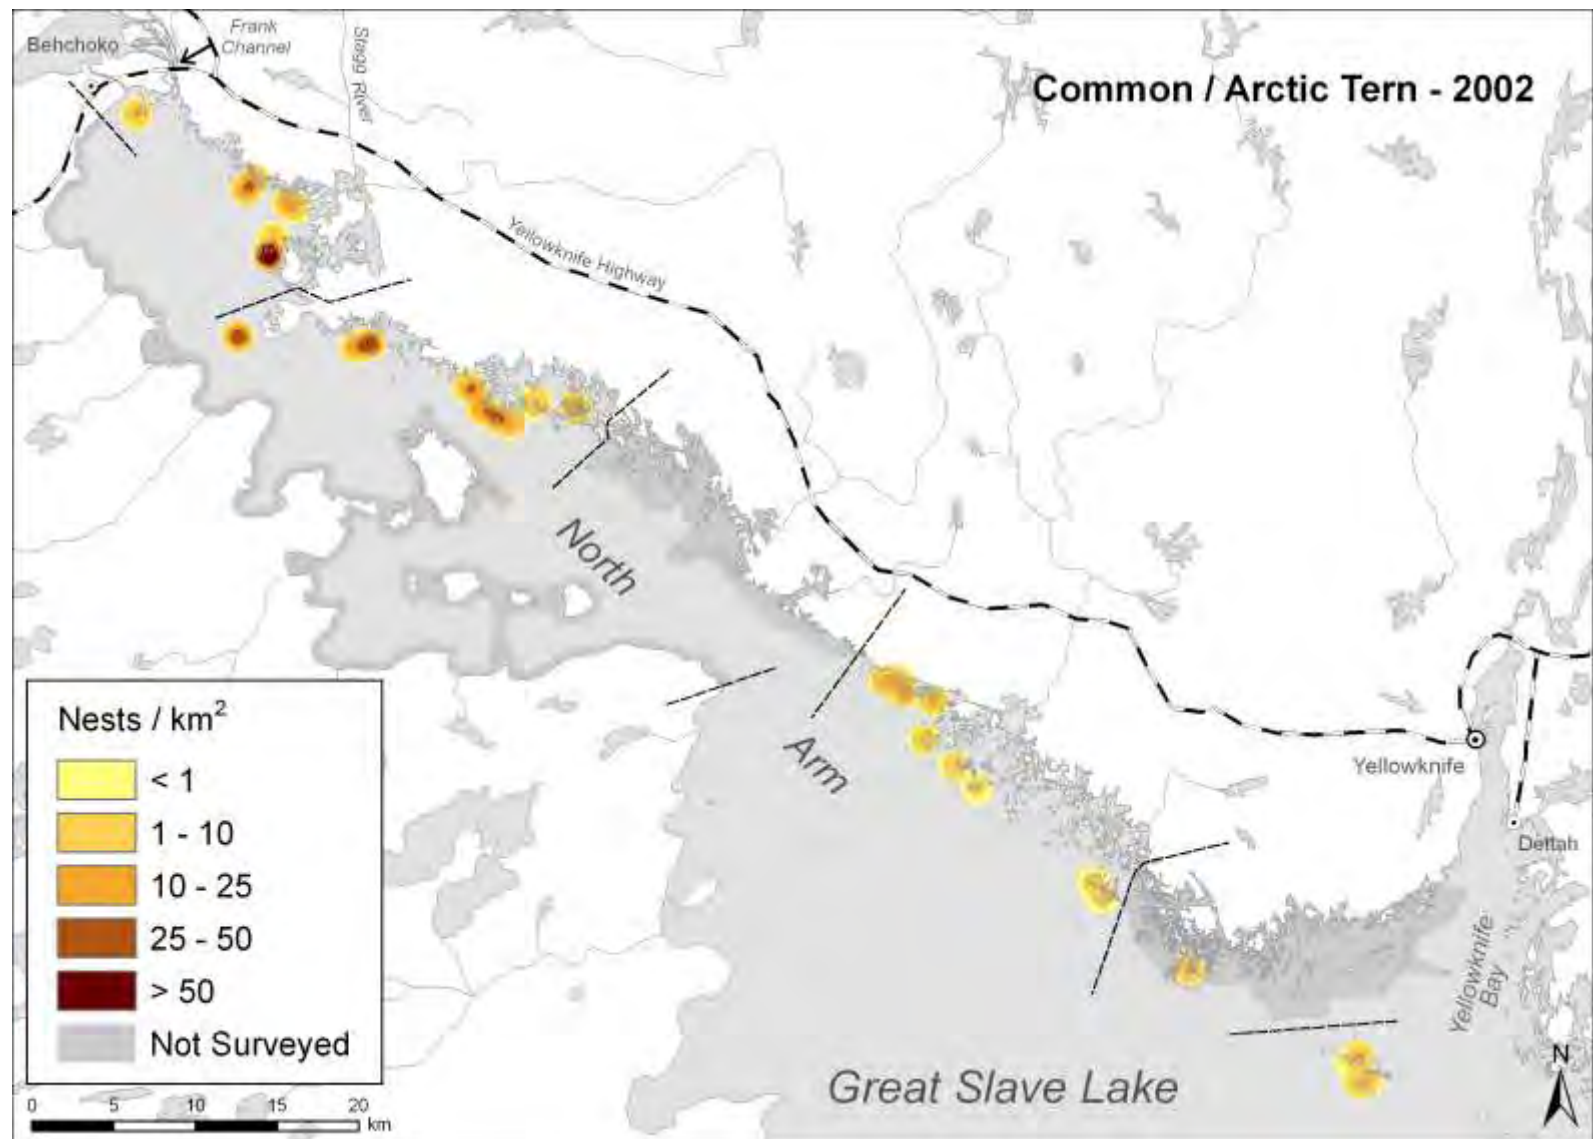 Behchoko
Frank
Channel
Stagg River
Common / Arctic Tern - 2002
Yellowknife Highway
North
Arm
Nests / km²
< 1
1 - 10
10 - 25
25 - 50
> 50
Not Surveyed
Yellowknife
Dettah
Yellowknife
Bay
Great Slave Lake
N
0 5 10 15 20
km